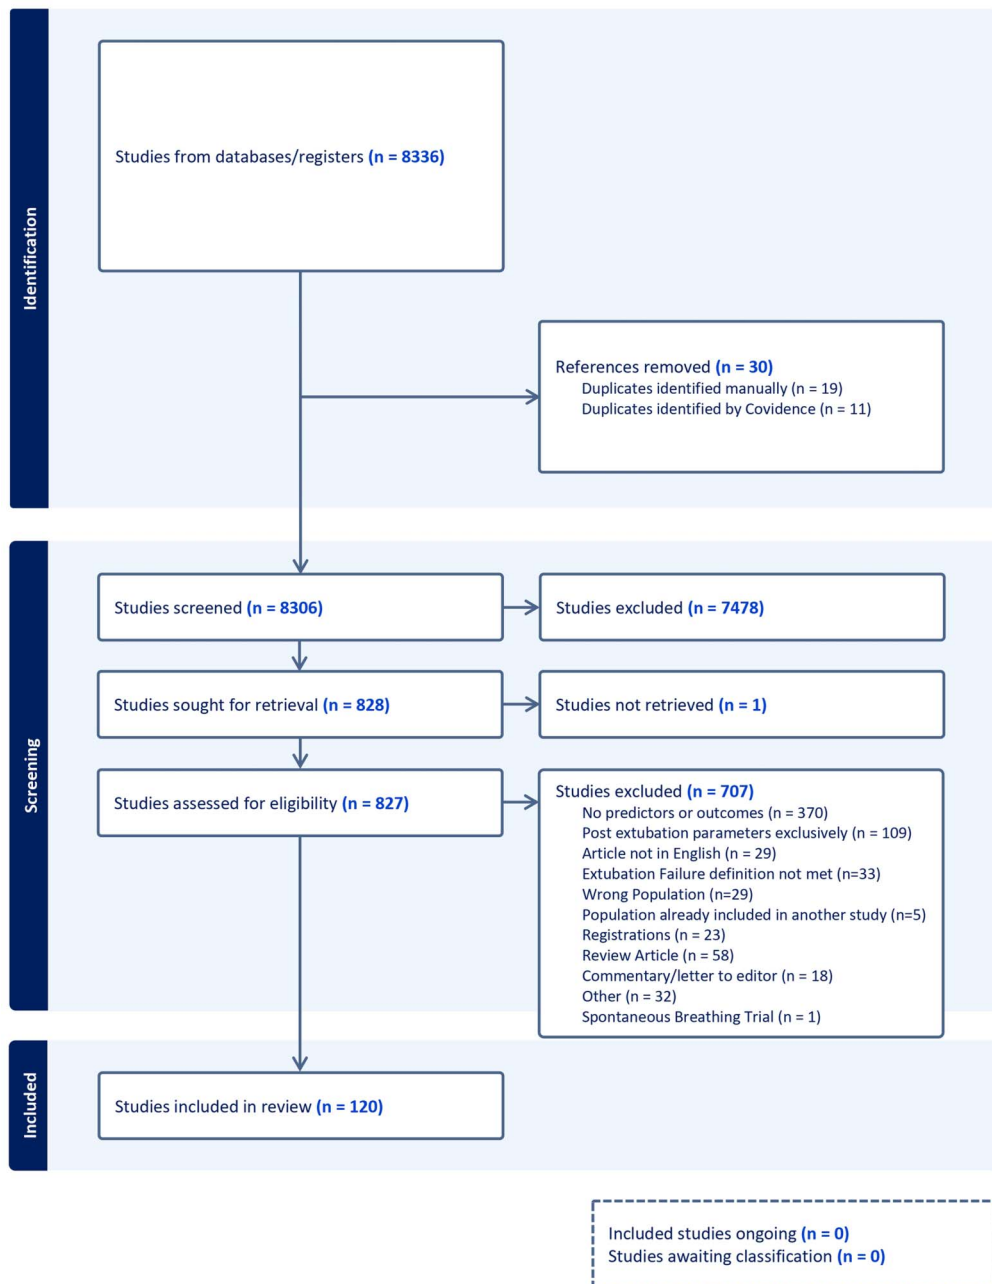 Identification
Studies from databases/registers (n = 8336)
References removed (n = 30)
Duplicates identified manually (n = 19)
Duplicates identified by Covidence (n = 11)
Screening
Studies screened (n = 8306)
Studies excluded (n = 7478)
Studies sought for retrieval (n = 828)
Studies not retrieved (n = 1)
Studies assessed for eligibility (n = 827)
Studies excluded (n = 707)
No predictors or outcomes (n = 370)
Post extubation parameters exclusively (n = 109)
Article not in English (n = 29)
Extubation Failure definition not met (n=33)
Wrong Population (n=29)
Population already included in another study (n=5)
Registrations (n = 23)
Review Article (n = 58)
Commentary/letter to editor (n = 18)
Other (n = 32)
Spontaneous Breathing Trial (n = 1)
Included
Studies included in review (n = 120)
Included studies ongoing (n = 0)
Studies awaiting classification (n = 0)